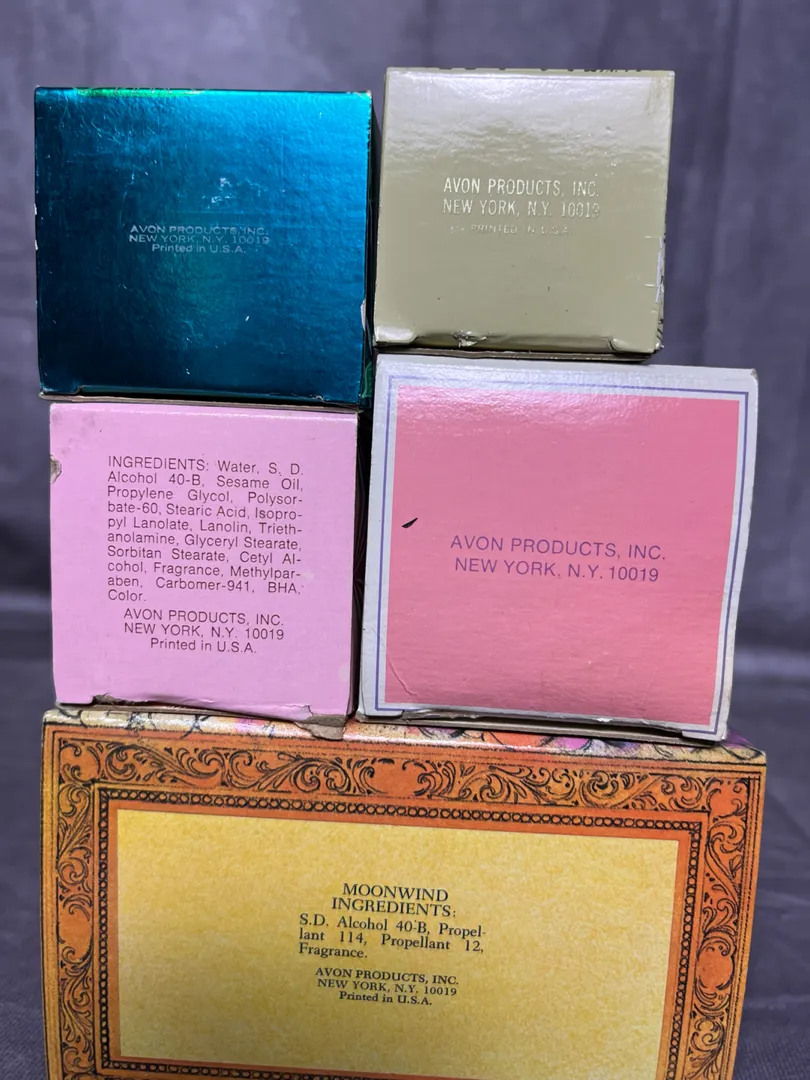 AVON PRODUCTS, INC.
NEW YORK, N.Y. 10019
Printed in U.S.A.
AVON PRODUCTS, INC.
NEW YORK, N.Y. 10019
PRINTED IN U.S.A.
INGREDIENTS: Water, S. D.
Alcohol 40-B, Sesame Oil,
Propylene Glycol, Polysor-
bate-60, Stearic Acid, Isopro-
pyl Lanolate, Lanolin, Trieth-
anolamine, Glyceryl Stearate,
Sorbitan Stearate, Cetyl Al-
cohol, Fragrance, Methylpar-
aben, Carbomer-941, BHA,
Color.
AVON PRODUCTS, INC.
NEW YORK, N.Y. 10019
Printed in U.S.A.
AVON PRODUCTS, INC.
NEW YORK, N.Y. 10019
MOONWIND
INGREDIENTS:
S.D. Alcohol 40-B, Propel-
lant 114, Propellant 12,
Fragrance.
AVON PRODUCTS, INC.
NEW YORK, N.Y. 10019
Printed in U.S.A.